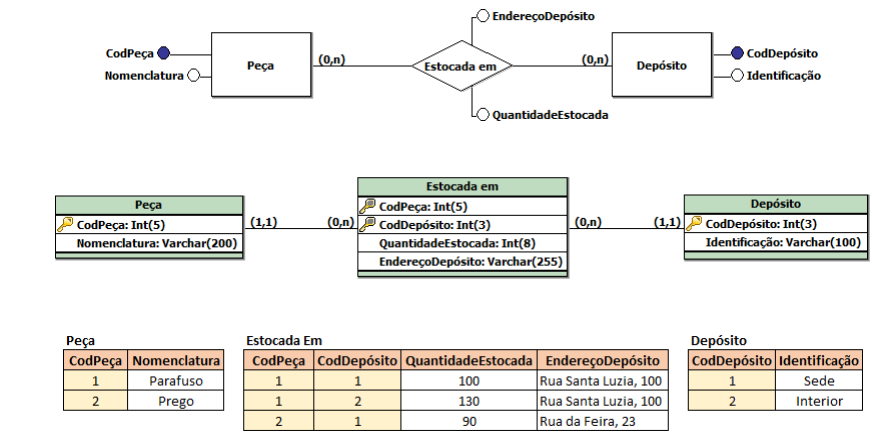 EndereçoDepósito
CodPeça (0,n) (0,n) CodDepósito
Peça Estocada em Depósito
Nomenclatura Identificação
QuantidadeEstocada
Estocada em
Peça CodPeça: Int(5) Depósito
CodPeça: Int(5) (1,1) (0,n) CodDepósito: Int(3) (0,n) (1,1) CodDepósito: Int(3)
Nomenclatura: Varchar(200) QuantidadeEstocada: Int(8) Identificação: Varchar(100)
EndereçoDepósito: Varchar(255)
Peça Estocada Em Depósito
CodPeça Nomenclatura CodPeça CodDepósito QuantidadeEstocada EndereçoDepósito CodDepósito Identificação
1 Parafuso 1 1 100 Rua Santa Luzia, 100 1 Sede
2 Prego 1 2 130 Rua Santa Luzia, 100 2 Interior
2 1 90 Rua da Feira, 23